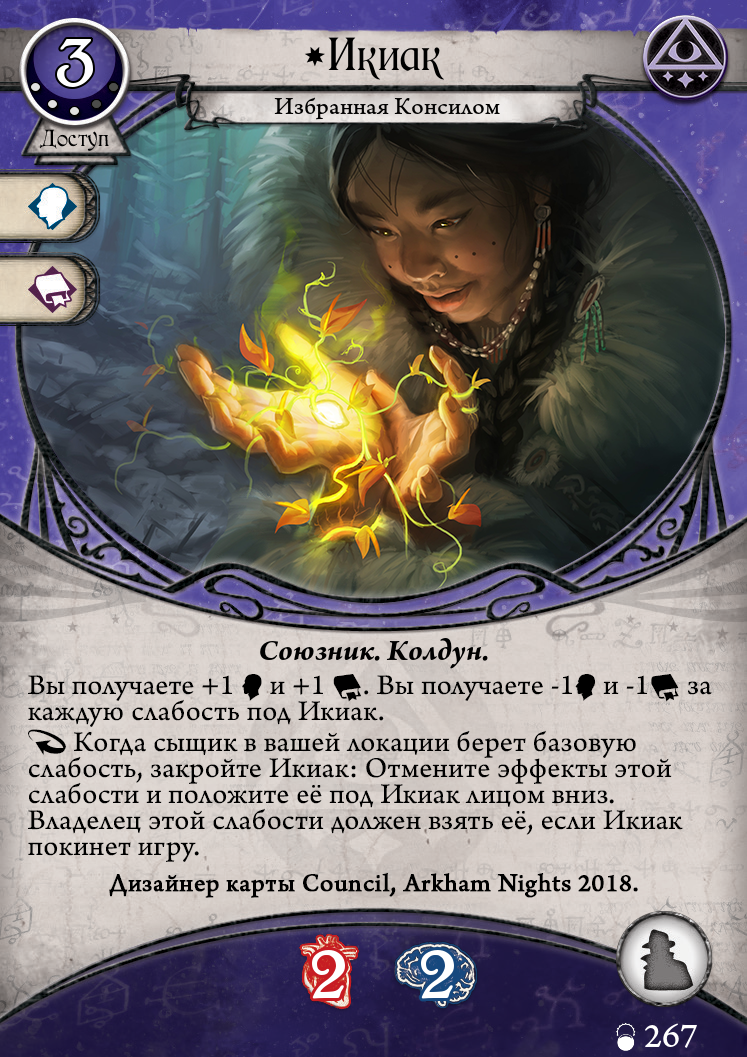 3
Икиак
Доступ
Избранная Консилом
Союзник. Колдун.
Вы получаете +1 и +1 . Вы получаете -1 и -1 за
каждую слабость под Икиак.
Когда сыщик в вашей локации берет базовую
слабость, закройте Икиак: Отмените эффекты этой
слабости и положите её под Икиак лицом вниз.
Владелец этой слабости должен взять её, если Икиак
покинет игру.
Дизайнер карты Council, Arkham Nights 2018.
2 2
267